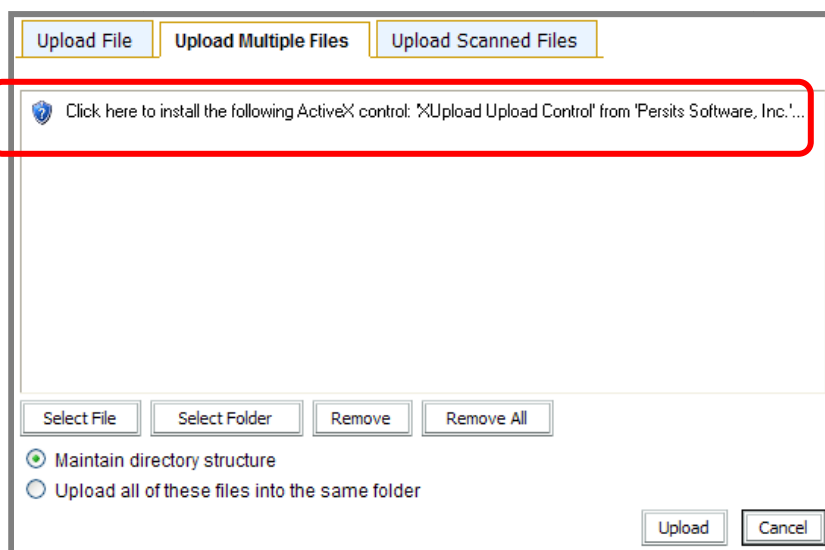 Upload File Upload Multiple Files Upload Scanned Files
Click here to install the following ActiveX control: 'XUpload Upload Control' from 'Persits Software, Inc.'...
Select File Select Folder Remove Remove All
Maintain directory structure
Upload all of these files into the same folder
Upload Cancel